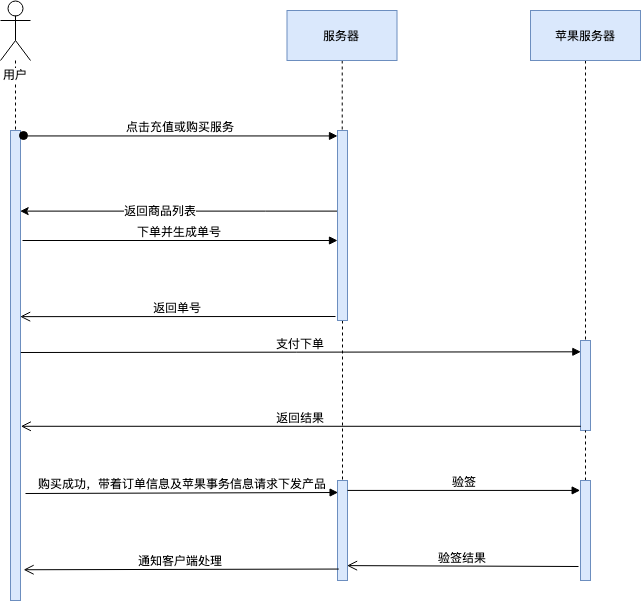 用户
服务器
苹果服务器
点击充值或购买服务
返回商品列表
下单并生成单号
返回单号
支付下单
返回结果
购买成功，带着订单信息及苹果事务信息请求下发产品
验签
验签结果
通知客户端处理